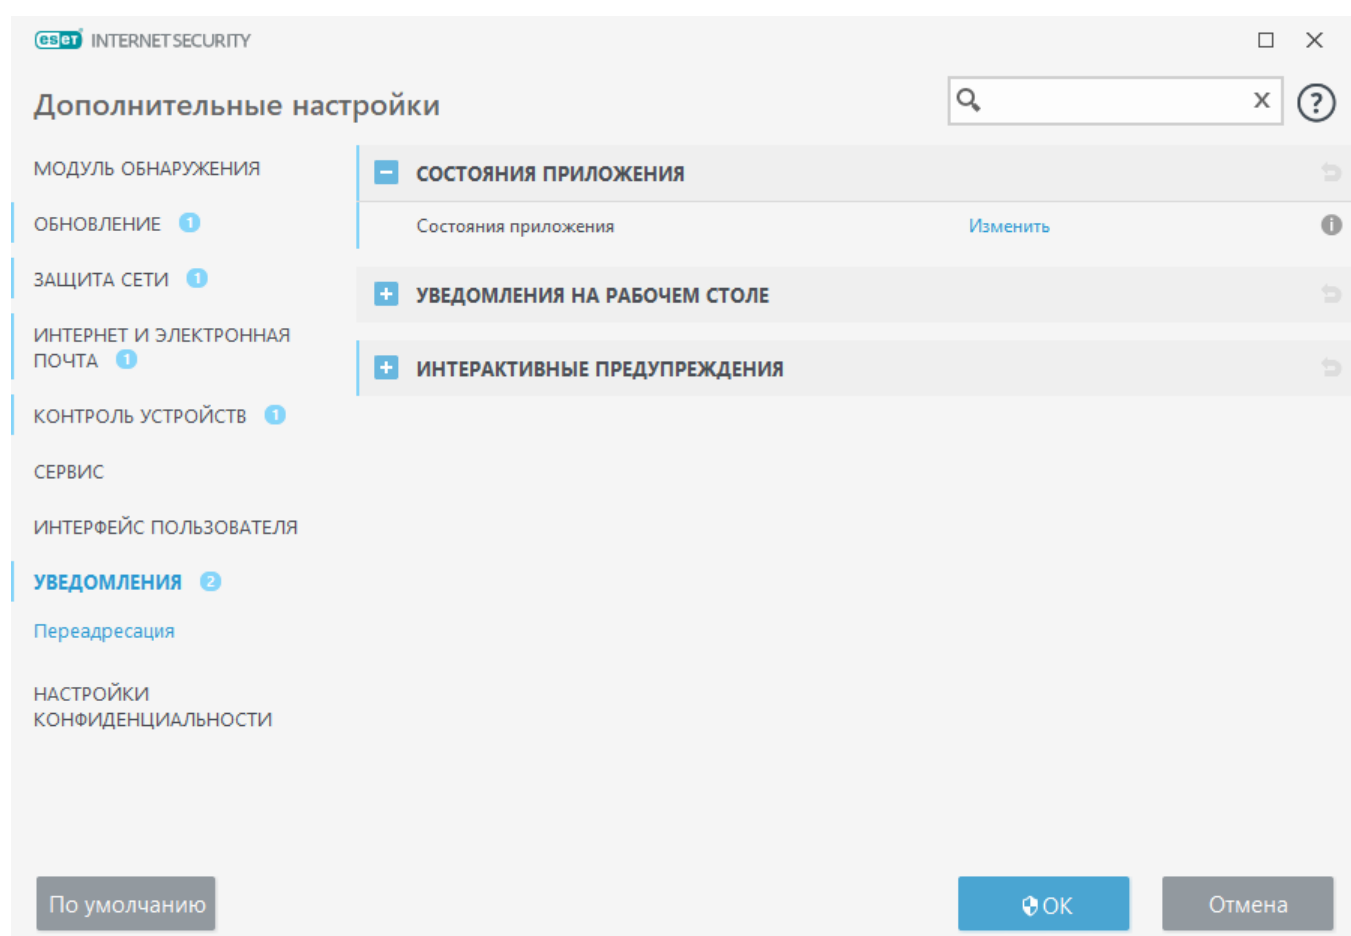 eset INTERNET SECURITY
Дополнительные настройки
x
?
МОДУЛЬ ОБНАРУЖЕНИЯ
ОБНОВЛЕНИЕ 1
ЗАЩИТА СЕТИ 1
ИНТЕРНЕТ И ЭЛЕКТРОННАЯ
ПОЧТА 1
КОНТРОЛЬ УСТРОЙСТВ 1
СЕРВИС
ИНТЕРФЕЙС ПОЛЬЗОВАТЕЛЯ
УВЕДОМЛЕНИЯ 2
Переадресация
НАСТРОЙКИ
КОНФИДЕНЦИАЛЬНОСТИ
СОСТОЯНИЯ ПРИЛОЖЕНИЯ
Состояния приложения Изменить
УВЕДОМЛЕНИЯ НА РАБОЧЕМ СТОЛЕ
ИНТЕРАКТИВНЫЕ ПРЕДУПРЕЖДЕНИЯ
По умолчанию
ОК
Отмена